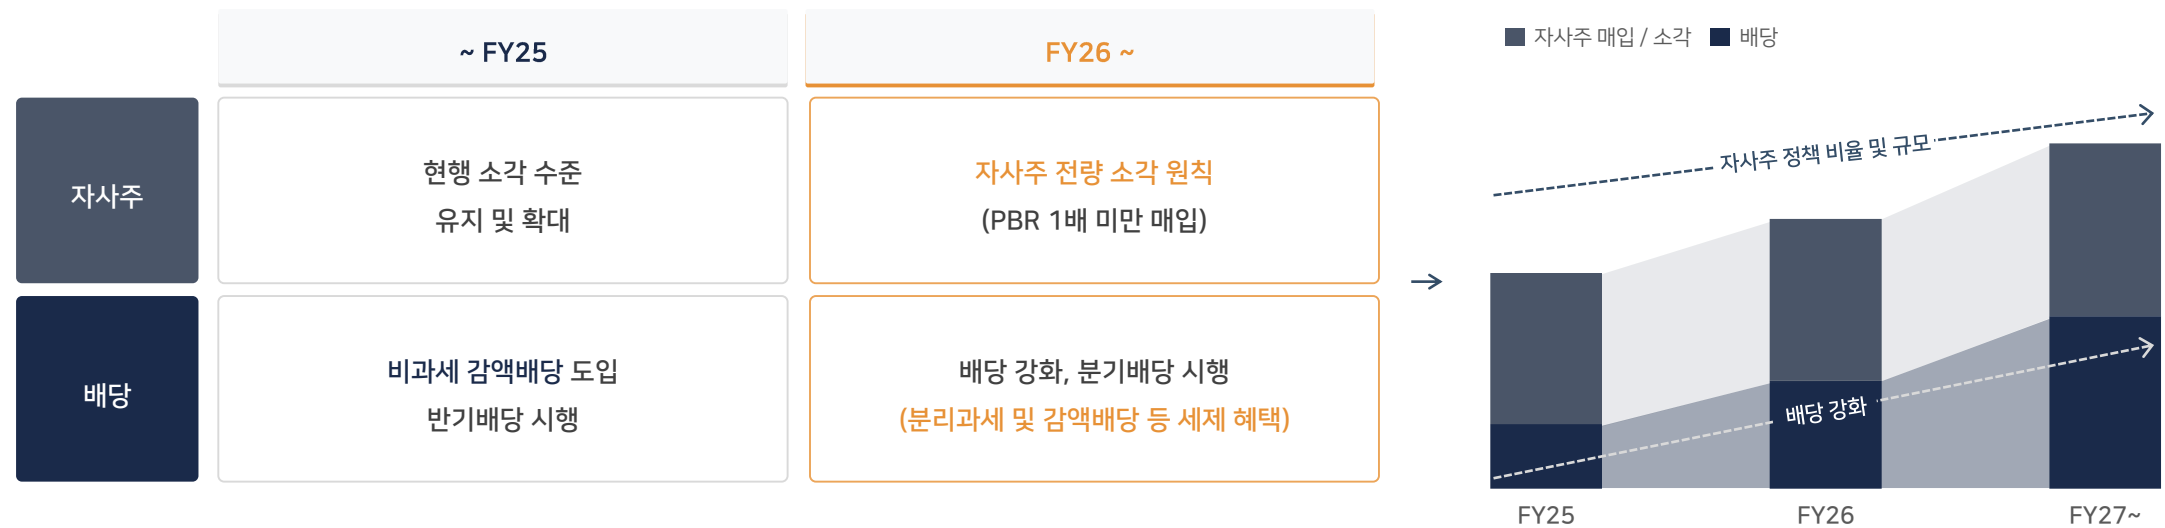 ~ FY25
FY26 ~
자사주
현행 소각 수준
유지 및 확대
자사주 전량 소각 원칙
(PBR 1배 미만 매입)
배당
비과세 감액배당 도입
반기배당 시행
배당 강화, 분기배당 시행
(분리과세 및 감액배당 등 세제 혜택)
자사주 매입 / 소각
배당
자사주 정책 비율 및 규모
배당 강화
FY25
FY26
FY27~